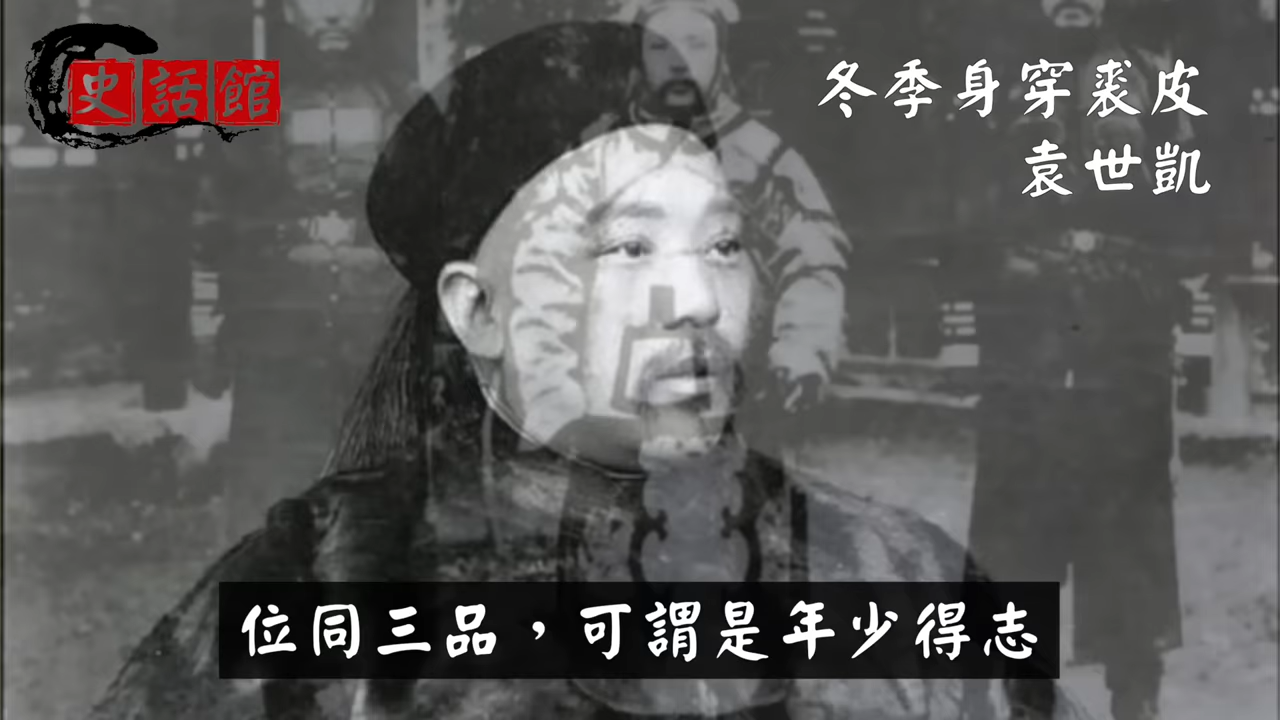 史話館
冬季身穿裘皮
袁世凱
位同三品，可謂是年少得志